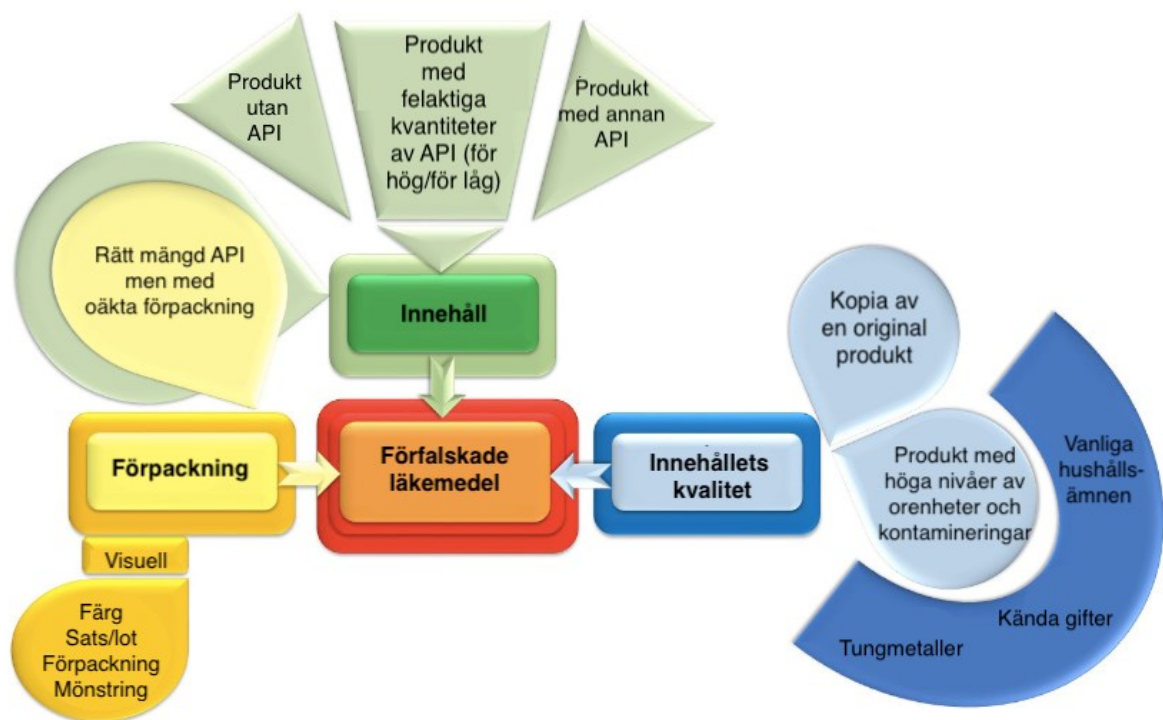 Produkt
utan
API
Produkt
med
felaktiga
kvantiteter
av API (för
hög/för låg)
Produkt
med annan
API
Rätt mängd API
men med
oäkta förpackning
Innehåll
Kopia av
en original
produkt
Förpackning
Förfalskade
läkemedel
Innehållets
kvalitet
Produkt med
höga nivåer av
orenheter och
kontamineringar
Vanliga
hushålls-
ämnen
Kända gifter
Tungmetaller
Visuell
Färg
Sats/lot
Förpackning
Mönstring